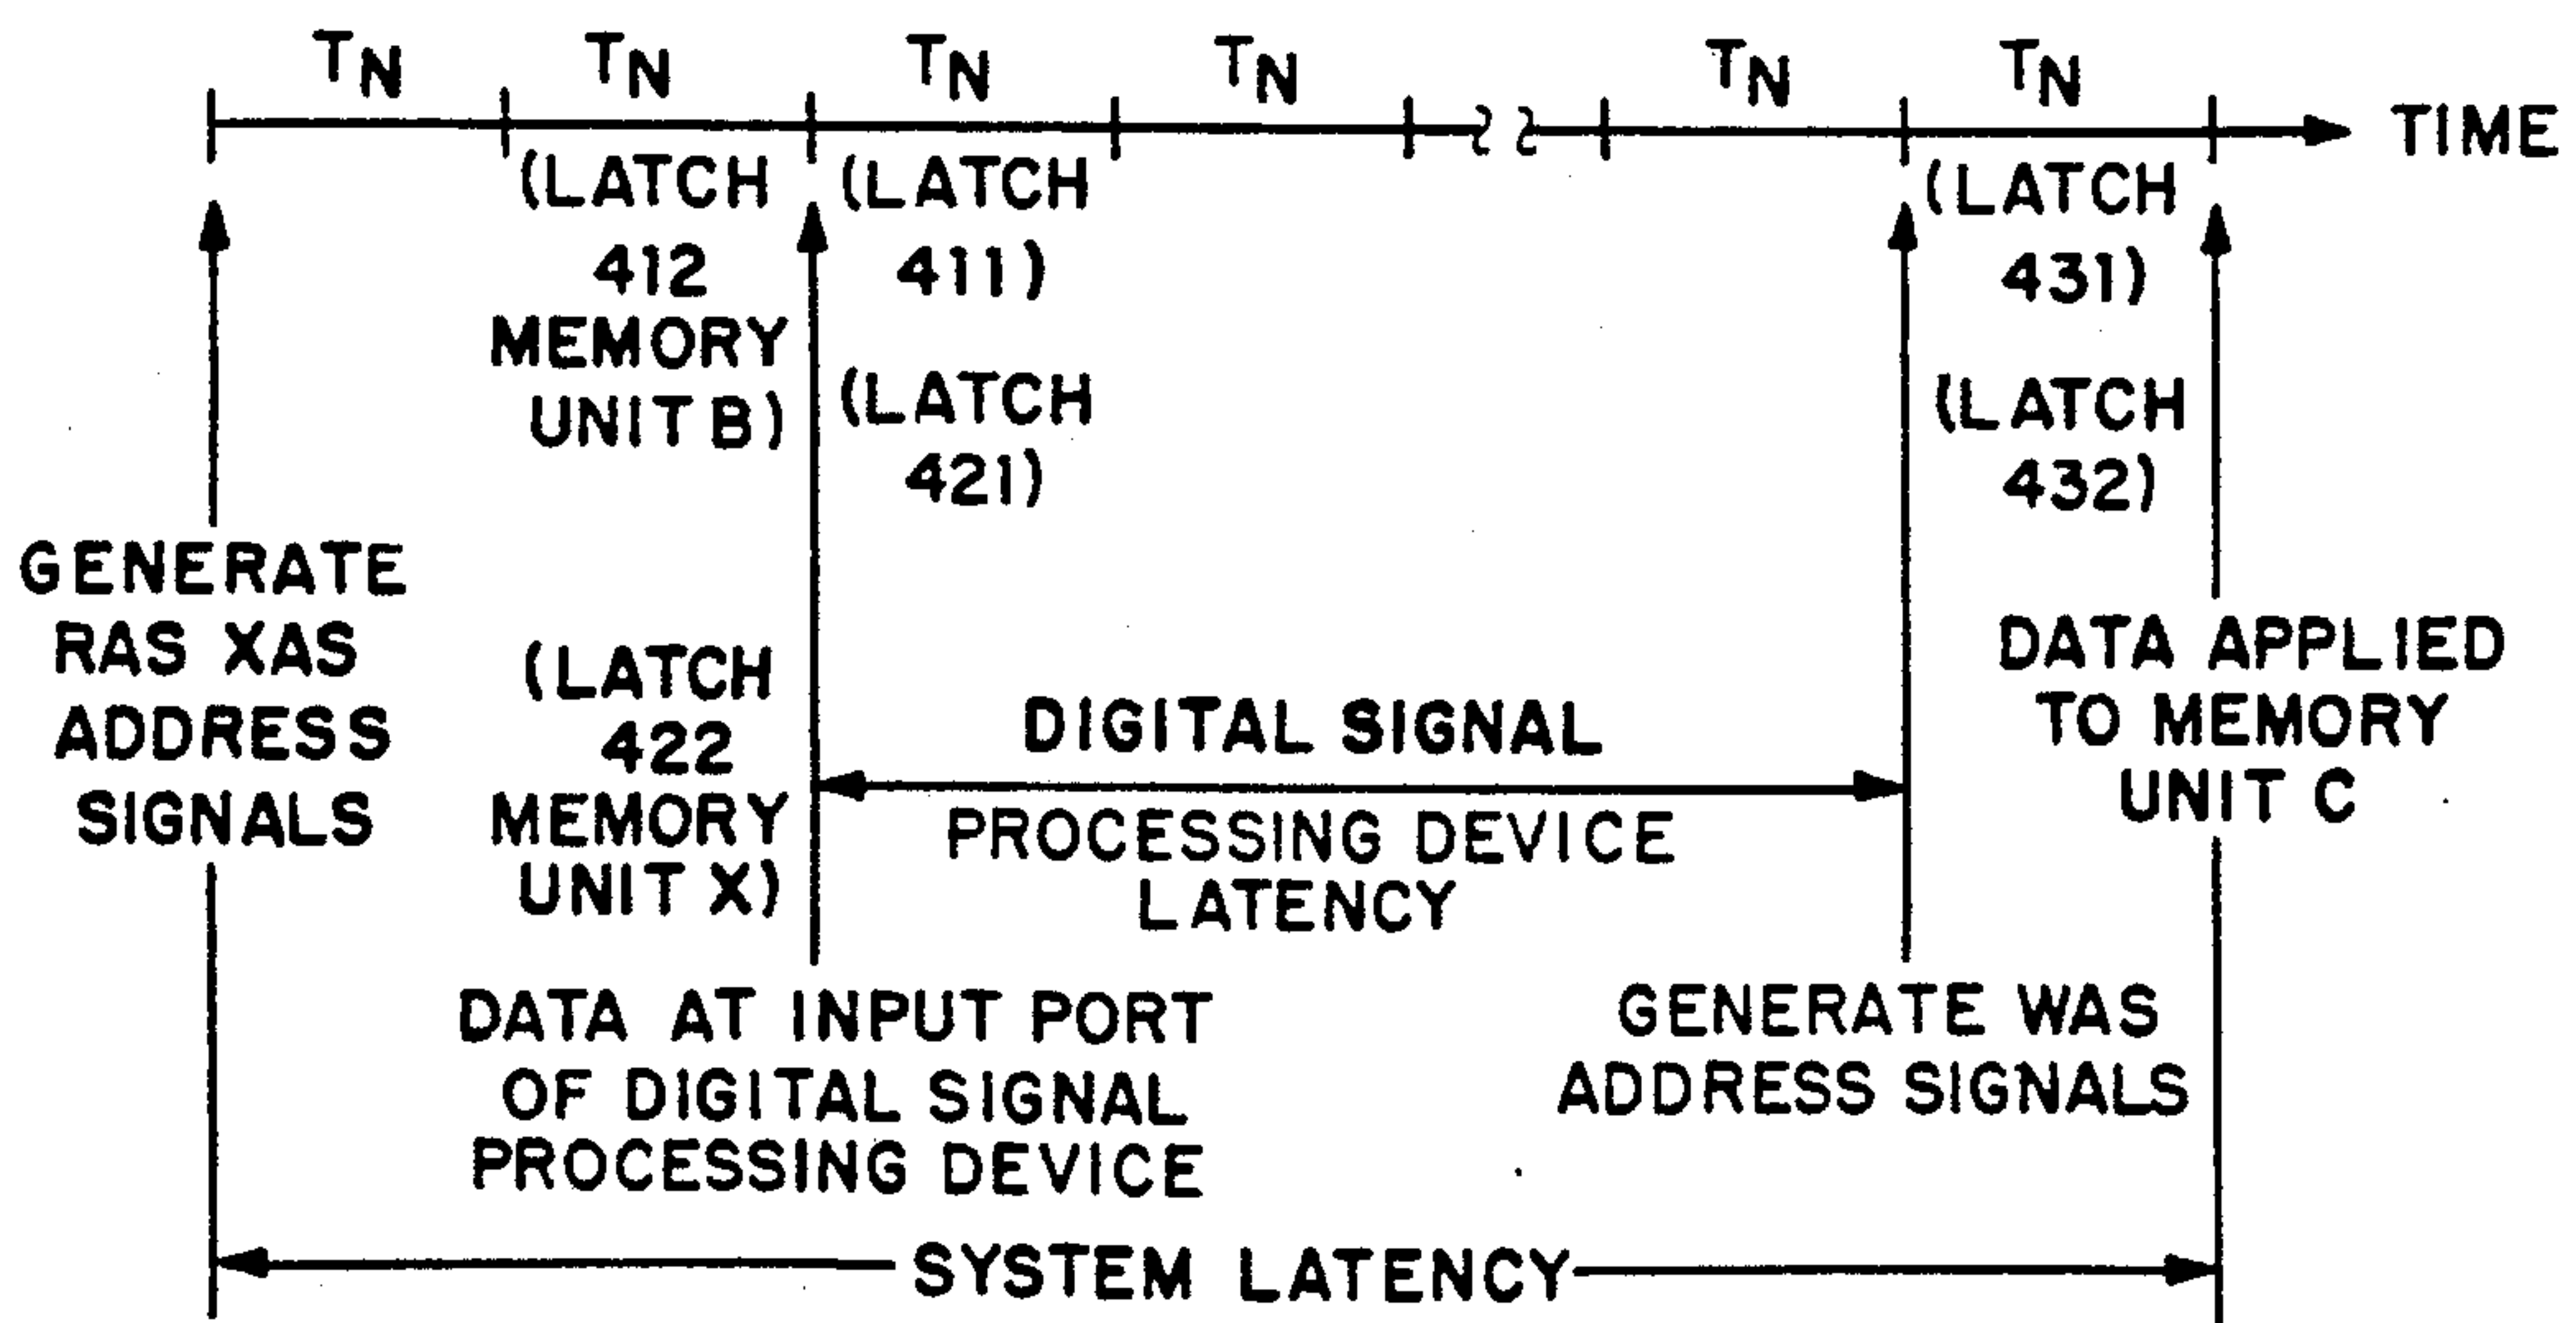 TN TN TN TN TN TN
TIME
(LATCH
412
MEMORY
UNIT B)
(LATCH
411)
(LATCH
421)
(LATCH
431)
(LATCH
432)
GENERATE
RAS XAS
ADDRESS
SIGNALS
(LATCH
422
MEMORY
UNIT X)
DIGITAL SIGNAL
PROCESSING DEVICE
LATENCY
DATA APPLIED
TO MEMORY
UNIT C
DATA AT INPUT PORT
OF DIGITAL SIGNAL
PROCESSING DEVICE
GENERATE WAS
ADDRESS SIGNALS
SYSTEM LATENCY